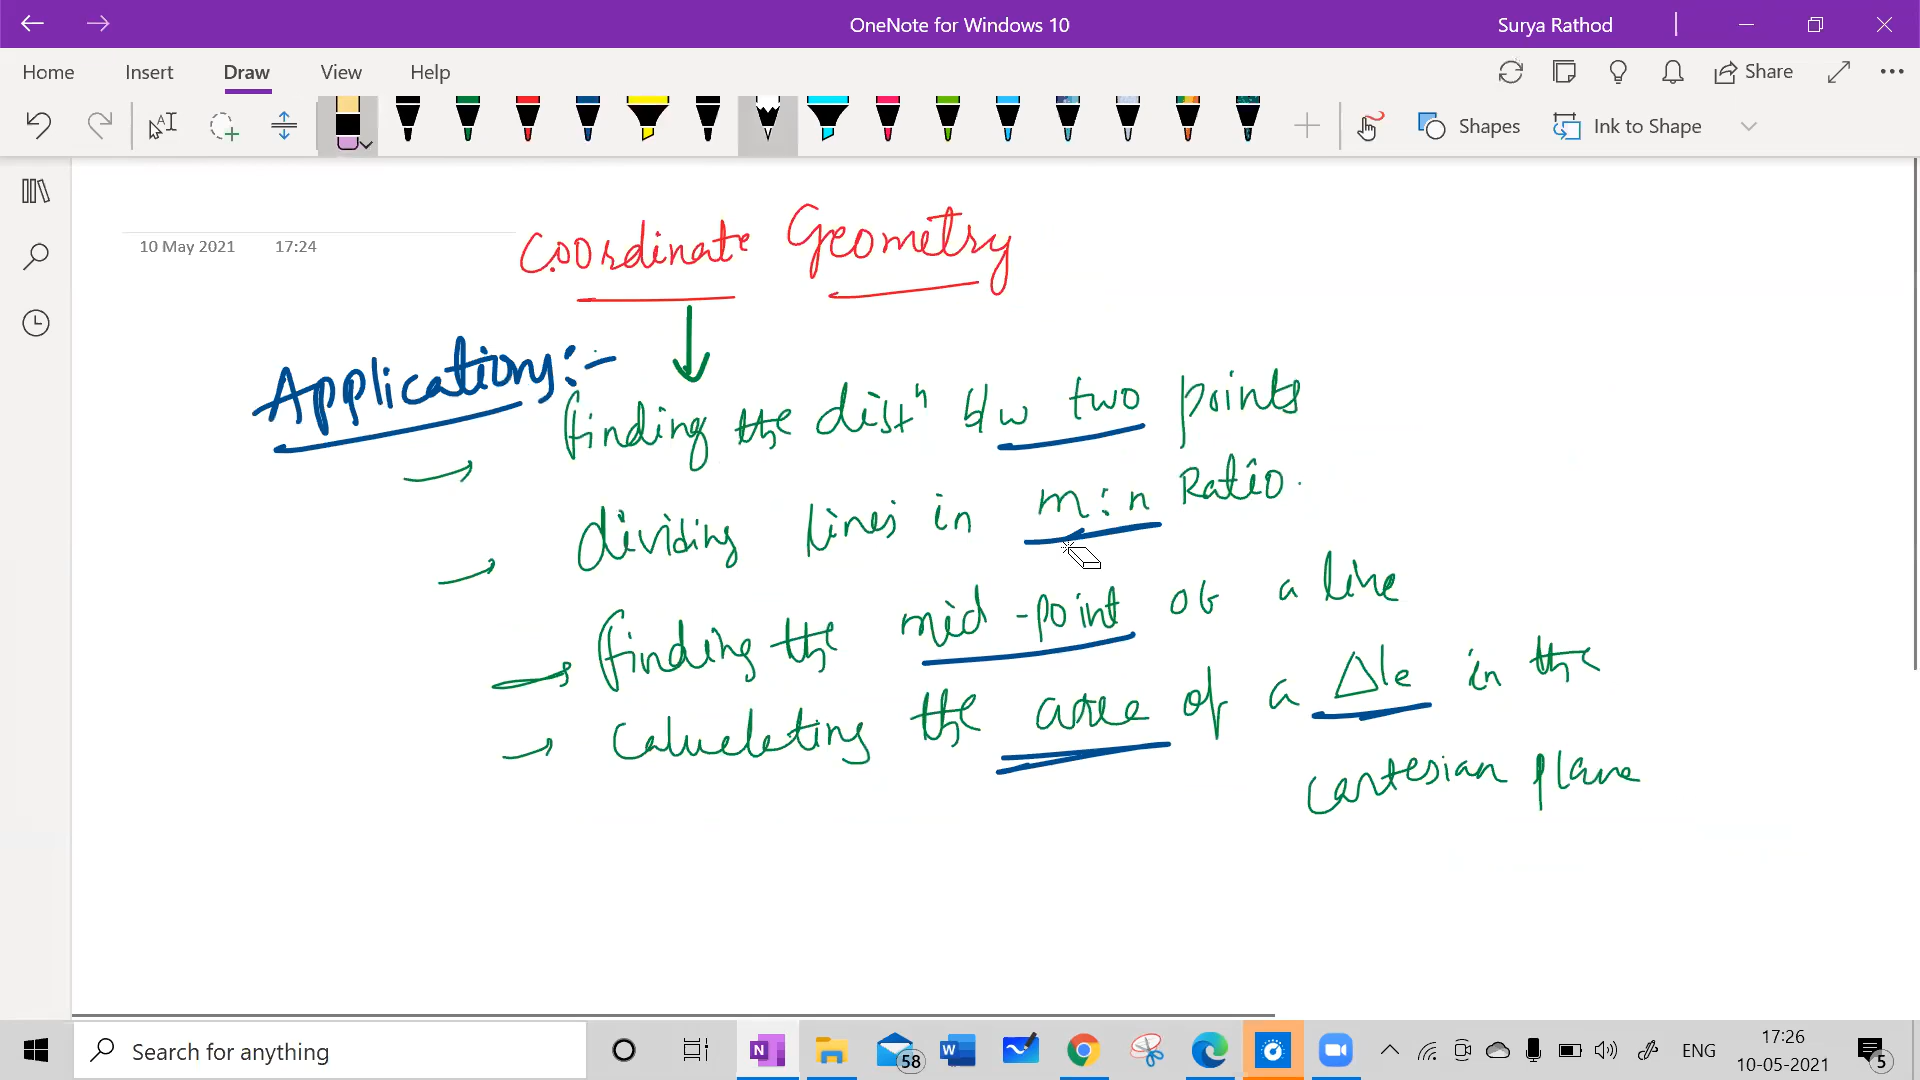 OneNote for Windows 10
Surya Rathod
Home Insert Draw View Help
Share
Shapes Ink to Shape
10 May 2021 17:24
Coordinate Geometry
Applications:-
finding the distⁿ b/w two points
dividing lines in m:n Ratio.
finding the mid-point of a line
calculating the area of a Δle in the
cartesian plane
Search for anything
58
ENG
17:26
10-05-2021
5